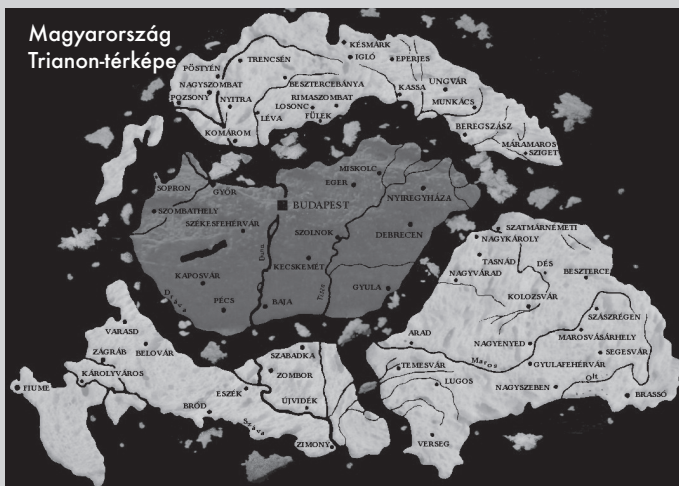 Magyarország
Trianon-térképe
KÉSMÁRK
IGLÓ
EPERJES
TRENCSÉN
PÖSTYÉN
BESZTERCEBÁNYA
NAGYSZOMBAT
POZSONY
NYITRA
RIMASZOMBAT
LOSONC
FÜLEK
LÉVA
KOMÁROM
KASSA
UNGVÁR
MUNKÁCS
BEREGSZÁSZ
MÁRAMAROS
SZIGET
SOPRON
GYŐR
MISKOLC
EGER
NYIREGYHÁZA
SZOMBATHELY
BUDAPEST
SZÉKESFEHÉRVÁR
SZOLNOK
DEBRECEN
Duna
KECSKEMÉT
Tisza
KAPOSVÁR
Dráva
PÉCS
BAJA
GYULA
SZATMÁRNÉMETI
NAGYKÁROLY
TASNÁD
DÉS
NAGYVÁRAD
BESZTERCE
KOLOZSVÁR
SZÁSZRÉGEN
MAROSVÁSÁRHELY
ARAD
NAGYENYED
SEGESVÁR
Maros
GYULAFEHÉRVÁR
TEMESVÁR
LUGOS
NAGYSZEBEN
Olt
BRASSÓ
VERSEG
VARASD
ZÁGRÁB
BELOVÁR
KÁROLYVÁROS
FIUME
SZABADKA
ZOMBOR
ESZÉK
ÚJVIDÉK
BRÓD
Száva
ZIMONY